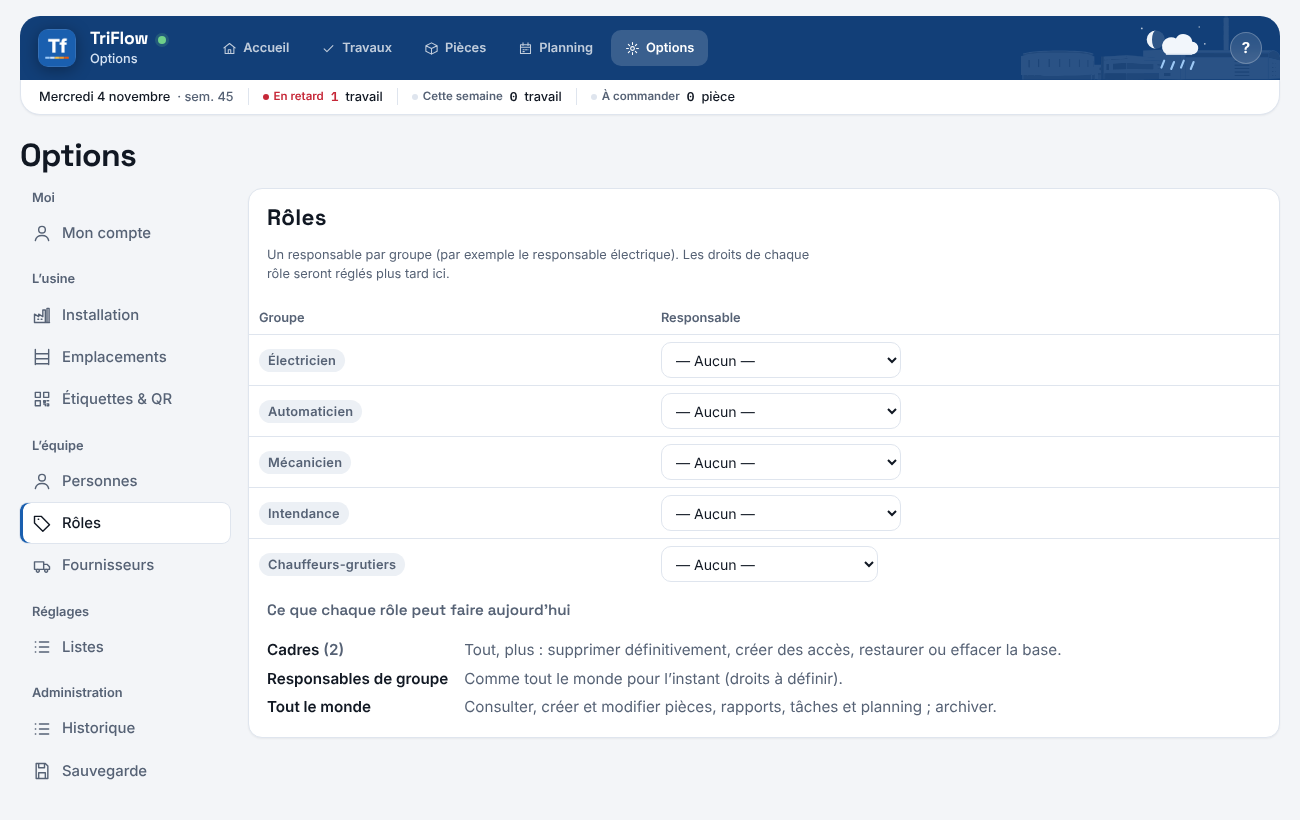 Tf
TriFlow
Options
Accueil
Travaux
Pièces
Planning
Options
?
Mercredi 4 novembre · sem. 45
En retard 1 travail
Cette semaine 0 travail
À commander 0 pièce
Options
Moi
Mon compte
L'usine
Installation
Emplacements
Étiquettes & QR
L'équipe
Personnes
Rôles
Fournisseurs
Réglages
Listes
Administration
Historique
Sauvegarde
Rôles
Un responsable par groupe (par exemple le responsable électrique). Les droits de chaque
rôle seront réglés plus tard ici.
Groupe Responsable
Électricien — Aucun —
Automaticien — Aucun —
Mécanicien — Aucun —
Intendance — Aucun —
Chauffeurs-grutiers — Aucun —
Ce que chaque rôle peut faire aujourd'hui
Cadres (2) Tout, plus : supprimer définitivement, créer des accès, restaurer ou effacer la base.
Responsables de groupe Comme tout le monde pour l'instant (droits à définir).
Tout le monde Consulter, créer et modifier pièces, rapports, tâches et planning ; archiver.